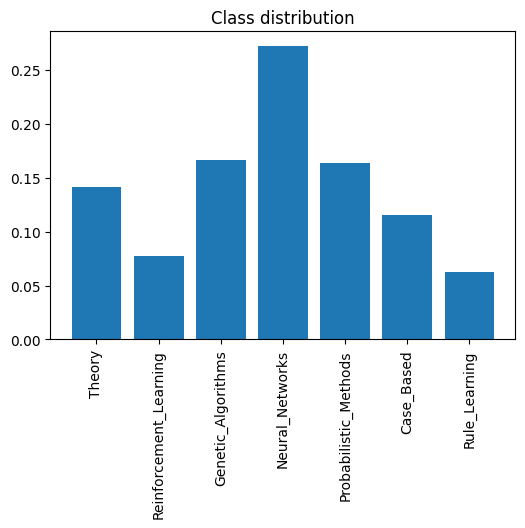 Class distribution
0.25
0.20
0.15
0.10
0.05
0.00
Theory
Reinforcement_Learning
Genetic_Algorithms
Neural_Networks
Probabilistic_Methods
Case_Based
Rule_Learning